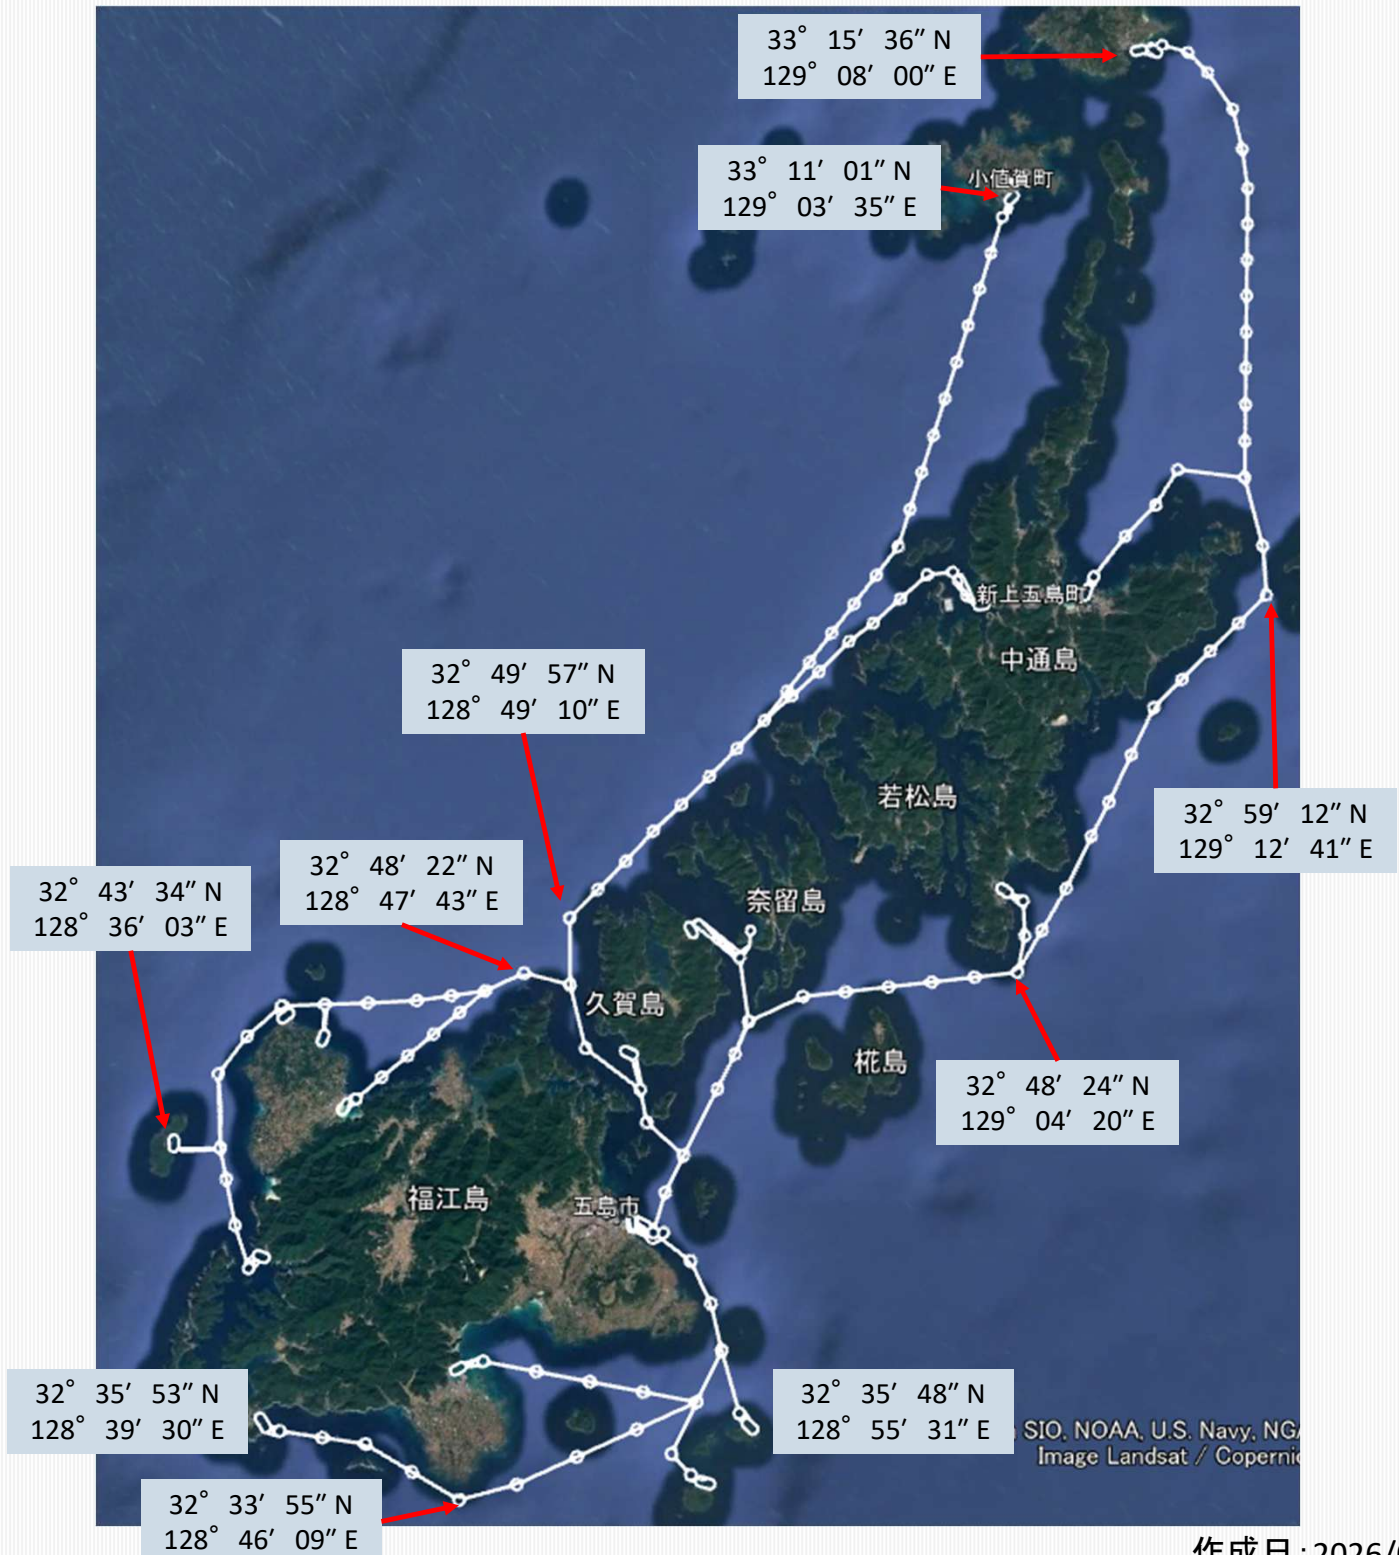 33° 15′ 36″ N
129° 08′ 00″ E
33° 11′ 01″ N
129° 03′ 35″ E
小値賀町
新上五島町
中通島
32° 49′ 57″ N
128° 49′ 10″ E
若松島
32° 59′ 12″ N
129° 12′ 41″ E
32° 48′ 22″ N
128° 47′ 43″ E
32° 43′ 34″ N
128° 36′ 03″ E
奈留島
久賀島
椛島
32° 48′ 24″ N
129° 04′ 20″ E
福江島
五島市
32° 35′ 53″ N
128° 39′ 30″ E
32° 35′ 48″ N
128° 55′ 31″ E
SIO, NOAA, U.S. Navy, NGA
Image Landsat / Copernic
32° 33′ 55″ N
128° 46′ 09″ E
作成日:2026/